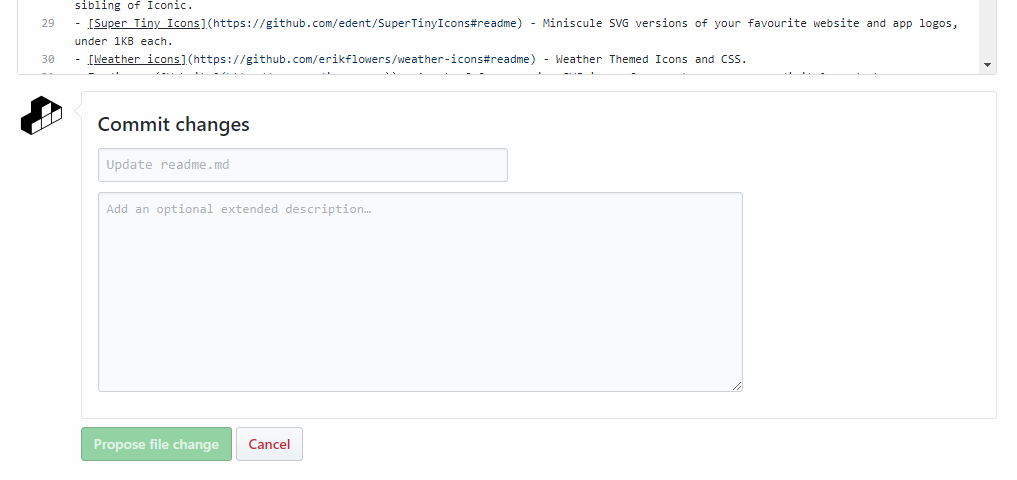 sibling of Iconic.
29 - [Super Tiny Icons](https://github.com/edent/SuperTinyIcons#readme) - Miniscule SVG versions of your favourite website and app logos,
under 1KB each.
30 - [Weather icons](https://github.com/erikflowers/weather-icons#readme) - Weather Themed Icons and CSS.
Commit changes
Update readme.md
Add an optional extended description…
Propose file change Cancel